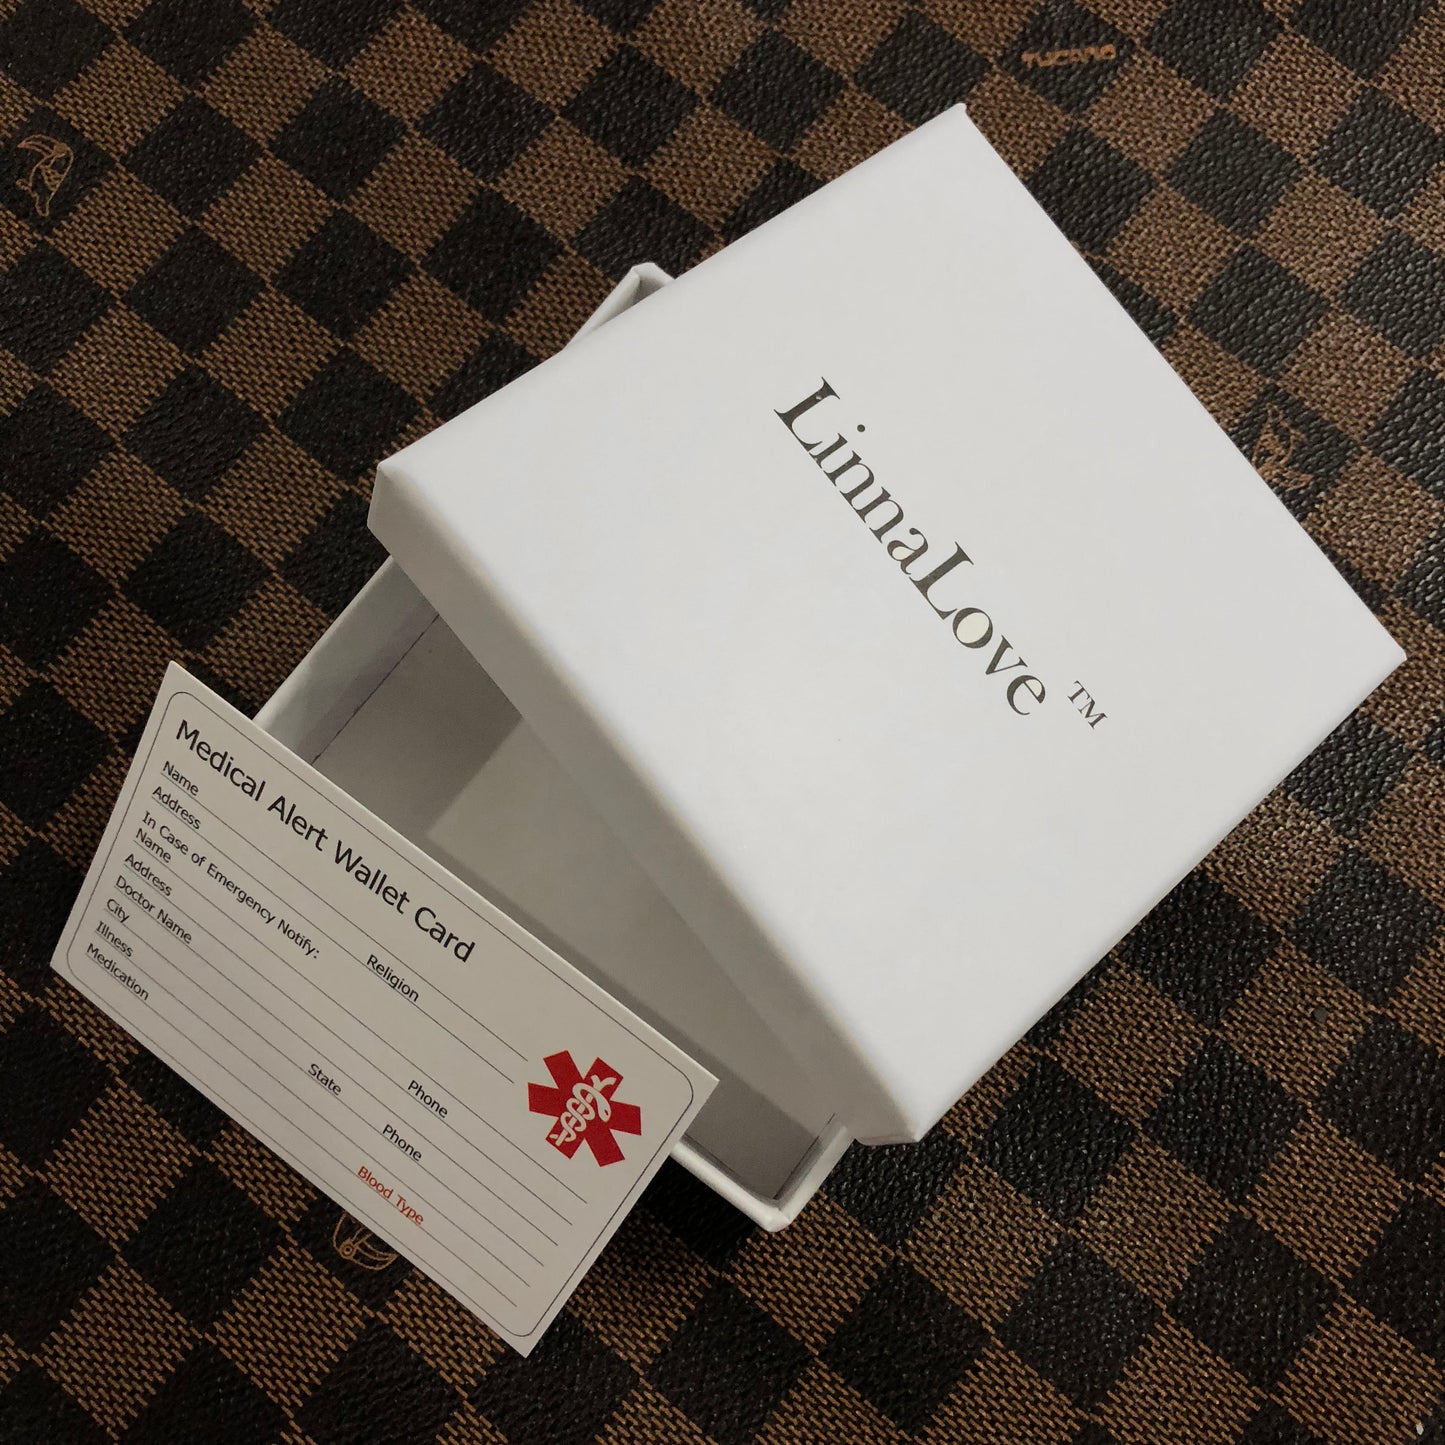 LinnaLove ™
Medical Alert Wallet Card
Name
Address
In Case of Emergency Notify:
Name Religion
Address
Doctor Name Phone
City State Phone
Illness
Medication Blood Type